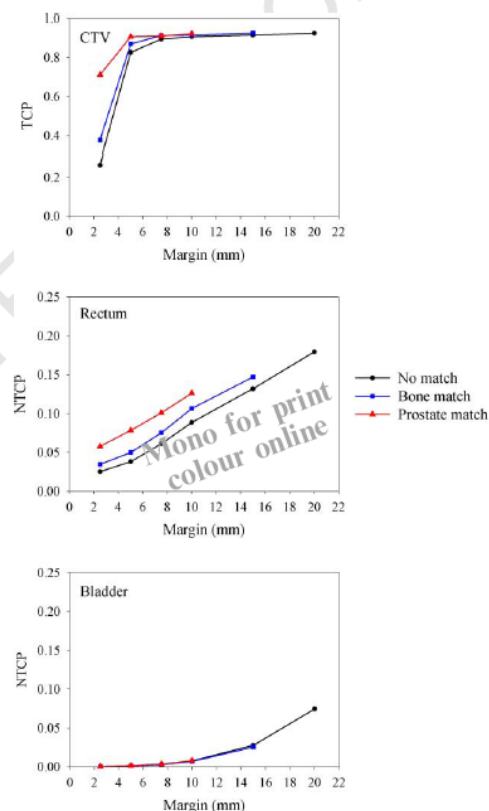 CTV
1.0
0.8
0.6
0.4
0.2
0.0
TCP
0 2 4 6 8 10 12 14 16 18 20 22
Margin (mm)
Rectum
0.25
0.20
0.15
0.10
0.05
0.00
NTCP
0 2 4 6 8 10 12 14 16 18 20 22
Margin (mm)
No match
Bone match
Prostate match
Mono for print
colour online
Bladder
0.25
0.20
0.15
0.10
0.05
0.00
NTCP
0 2 4 6 8 10 12 14 16 18 20 22
Margin (mm)